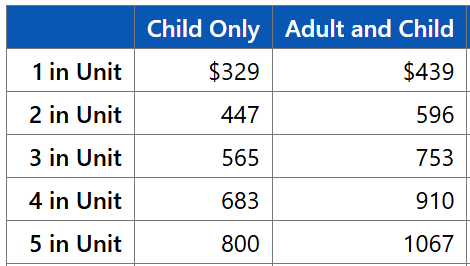 Child Only Adult and Child
1 in Unit $329 $439
2 in Unit 447 596
3 in Unit 565 753
4 in Unit 683 910
5 in Unit 800 1067